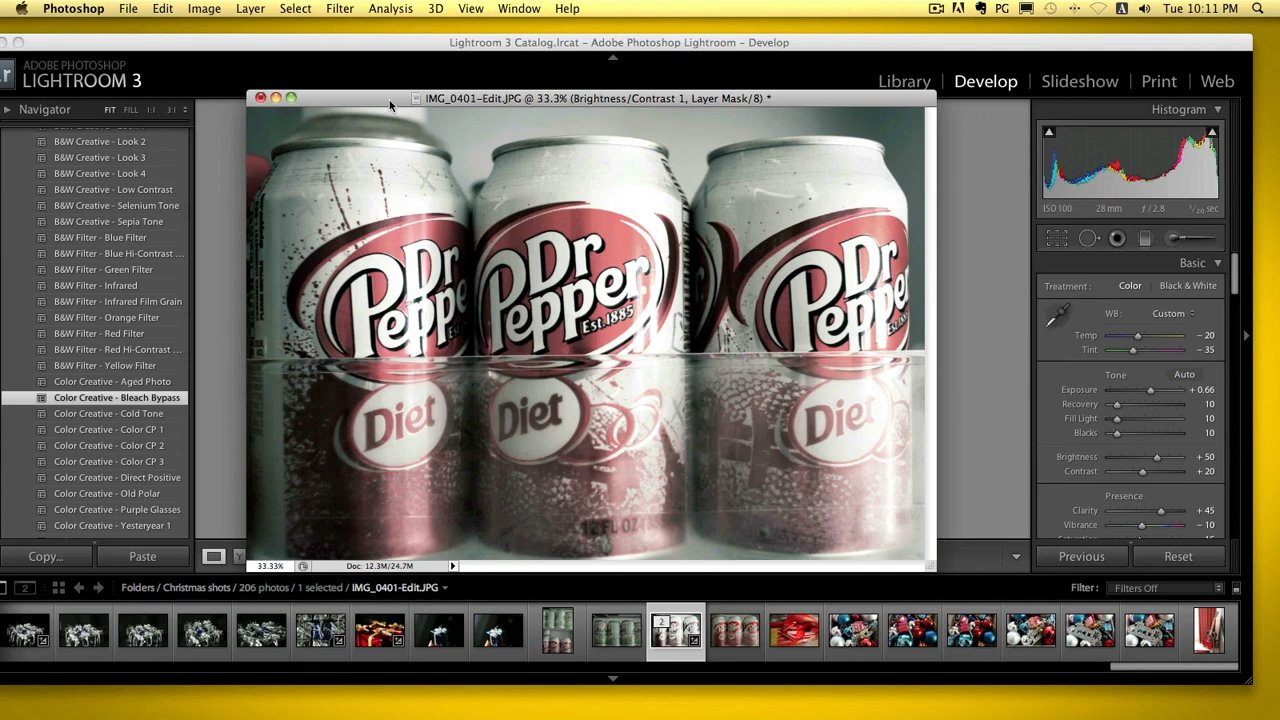 Photoshop File Edit Image Layer Select Filter Analysis 3D View Window Help PG A Tue 10:11 PM
Lightroom 3 Catalog.lrcat – Adobe Photoshop Lightroom – Develop
ADOBE PHOTOSHOP
LIGHTROOM 3
Library | Develop | Slideshow | Print | Web
Navigator FIT FILL 1:1 3:1
B&W Creative – Look 2
B&W Creative – Look 3
B&W Creative – Look 4
B&W Creative – Low Contrast
B&W Creative – Selenium Tone
B&W Creative – Sepia Tone
B&W Filter – Blue Filter
B&W Filter – Blue Hi-Contrast ...
B&W Filter – Green Filter
B&W Filter – Infrared
B&W Filter – Infrared Film Grain
B&W Filter – Orange Filter
B&W Filter – Red Filter
B&W Filter – Red Hi-Contrast ...
B&W Filter – Yellow Filter
Color Creative – Aged Photo
Color Creative – Bleach Bypass
Color Creative – Cold Tone
Color Creative – Color CP 1
Color Creative – Color CP 2
Color Creative – Color CP 3
Color Creative – Direct Positive
Color Creative – Old Polar
Color Creative – Purple Glasses
Color Creative – Yesteryear 1
Copy... Paste
IMG_0401-Edit.JPG @ 33.3% (Brightness/Contrast 1, Layer Mask/8) *
Dr Pepper
Dr Pepper Est.1885
Dr Pepper
Diet
Diet
Diet
12 FL OZ
33.33% Doc: 12.3M/24.7M
Histogram
ISO 100 28 mm ƒ / 2.8 1/20 sec
Basic
Treatment : Color | Black & White
WB: Custom
Temp – 20
Tint – 35
Tone Auto
Exposure + 0.66
Recovery 10
Fill Light 10
Blacks 10
Brightness + 50
Contrast + 20
Presence
Clarity + 45
Vibrance – 10
Previous Reset
2 Folders / Christmas shots / 206 photos / 1 selected / IMG_0401-Edit.JPG Filter : Filters Off
2